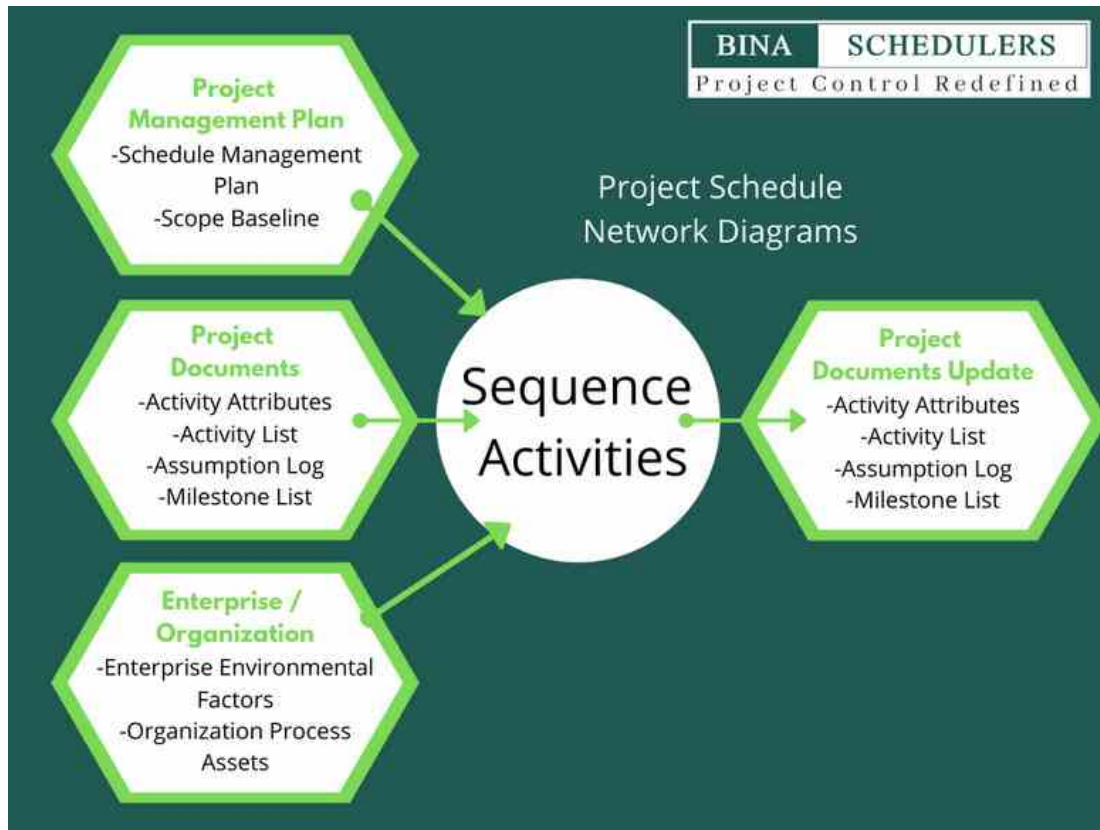 BINA SCHEDULERS
Project Control Redefined
Project
Management Plan
-Schedule Management
Plan
-Scope Baseline
Project Schedule
Network Diagrams
Project
Documents
-Activity Attributes
-Activity List
-Assumption Log
-Milestone List
Sequence
Activities
Project
Documents Update
-Activity Attributes
-Activity List
-Assumption Log
-Milestone List
Enterprise /
Organization
-Enterprise Environmental
Factors
-Organization Process
Assets